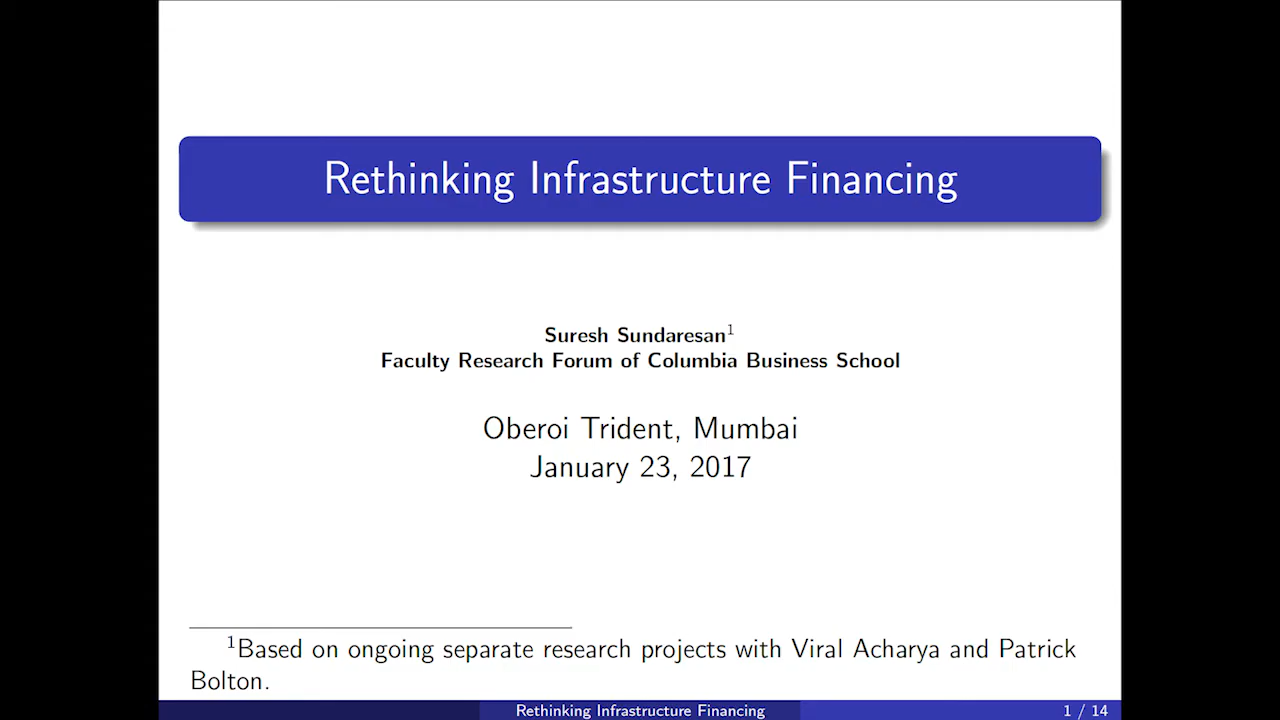 Rethinking Infrastructure Financing
Suresh Sundaresan¹
Faculty Research Forum of Columbia Business School
Oberoi Trident, Mumbai
January 23, 2017
¹Based on ongoing separate research projects with Viral Acharya and Patrick
Bolton.
Rethinking Infrastructure Financing 1 / 14